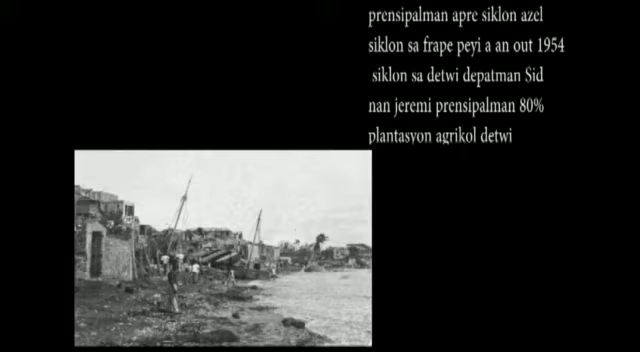 prensipalman apre siklon azel
siklon sa frape peyi a an out 1954
siklon sa detwi depatman Sid
nan jeremi prensipalman 80%
plantasyon agrikol detwi